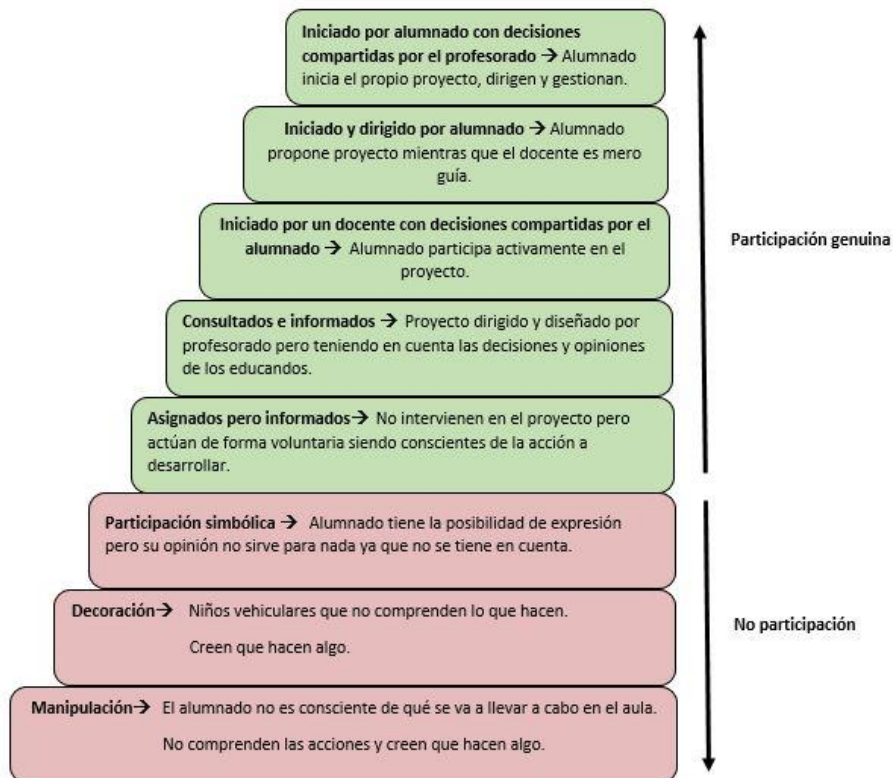 Iniciado por alumnado con decisiones
compartidas por el profesorado → Alumnado
inicia el propio proyecto, dirigen y gestionan.
Iniciado y dirigido por alumnado → Alumnado
propone proyecto mientras que el docente es mero
guía.
Iniciado por un docente con decisiones compartidas por el
alumnado → Alumnado participa activamente en el
proyecto.
Participación genuina
Consultados e informados → Proyecto dirigido y diseñado por
profesorado pero teniendo en cuenta las decisiones y opiniones
de los educandos.
Asignados pero informados→ No intervienen en el proyecto pero
actúan de forma voluntaria siendo conscientes de la acción a
desarrollar.
Participación simbólica → Alumnado tiene la posibilidad de expresión
pero su opinión no sirve para nada ya que no se tiene en cuenta.
Decoración→ Niños vehiculares que no comprenden lo que hacen.
Creen que hacen algo.
No participación
Manipulación→ El alumnado no es consciente de qué se va a llevar a cabo en el aula.
No comprenden las acciones y creen que hacen algo.